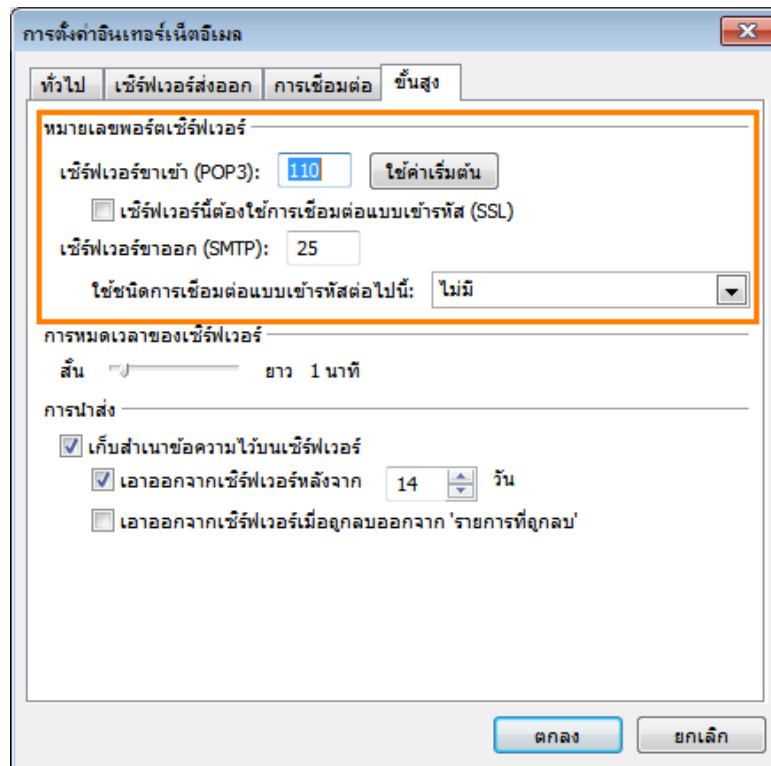 การตั้งค่าอินเทอร์เน็ตอีเมล
ทั่วไป เซิร์ฟเวอร์ส่งออก การเชื่อมต่อ ขั้นสูง
หมายเลขพอร์ตเซิร์ฟเวอร์
เซิร์ฟเวอร์ขาเข้า (POP3): 110 ใช้ค่าเริ่มต้น
เซิร์ฟเวอร์นี้ต้องใช้การเชื่อมต่อแบบเข้ารหัส (SSL)
เซิร์ฟเวอร์ขาออก (SMTP): 25
ใช้ชนิดการเชื่อมต่อแบบเข้ารหัสต่อไปนี้: ไม่มี
การหมดเวลาของเซิร์ฟเวอร์
สั้น ยาว 1 นาที
การนำส่ง
เก็บสำเนาข้อความไว้บนเซิร์ฟเวอร์
เอาออกจากเซิร์ฟเวอร์หลังจาก 14 วัน
เอาออกจากเซิร์ฟเวอร์เมื่อถูกลบออกจาก 'รายการที่ถูกลบ'
ตกลง ยกเลิก